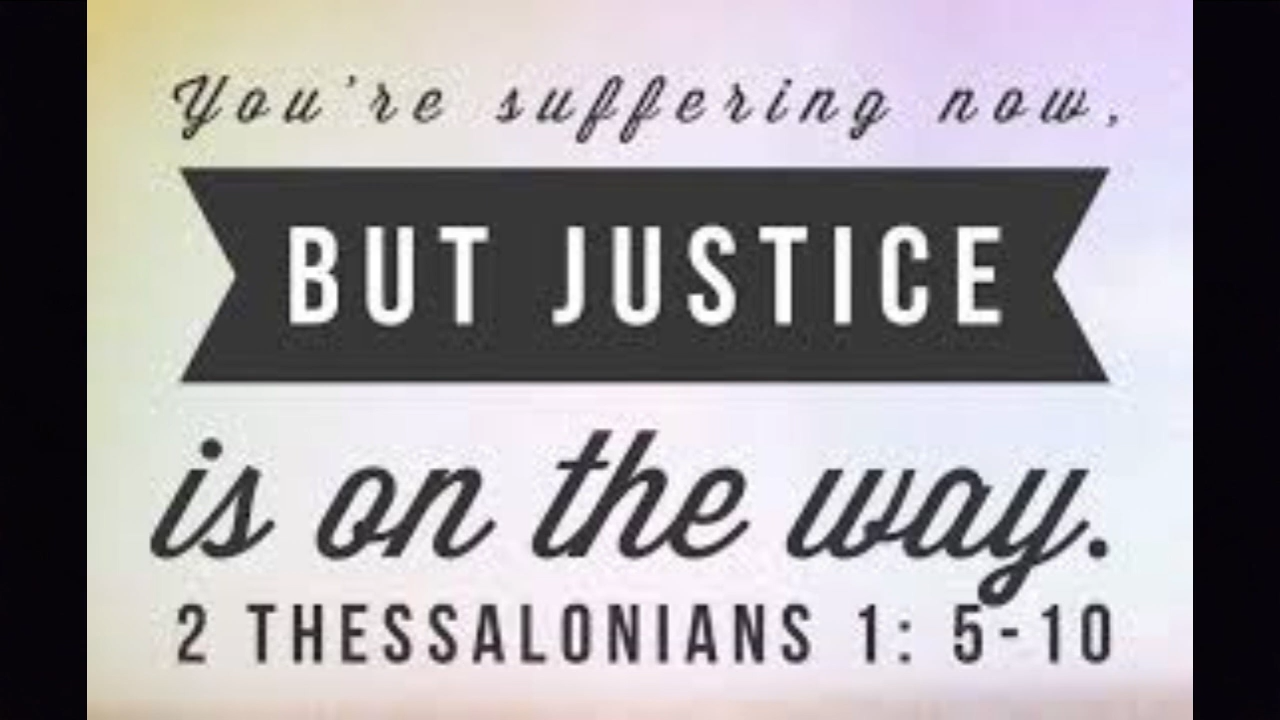 You're suffering now,
BUT JUSTICE
is on the way.
2 THESSALONIANS 1: 5-10